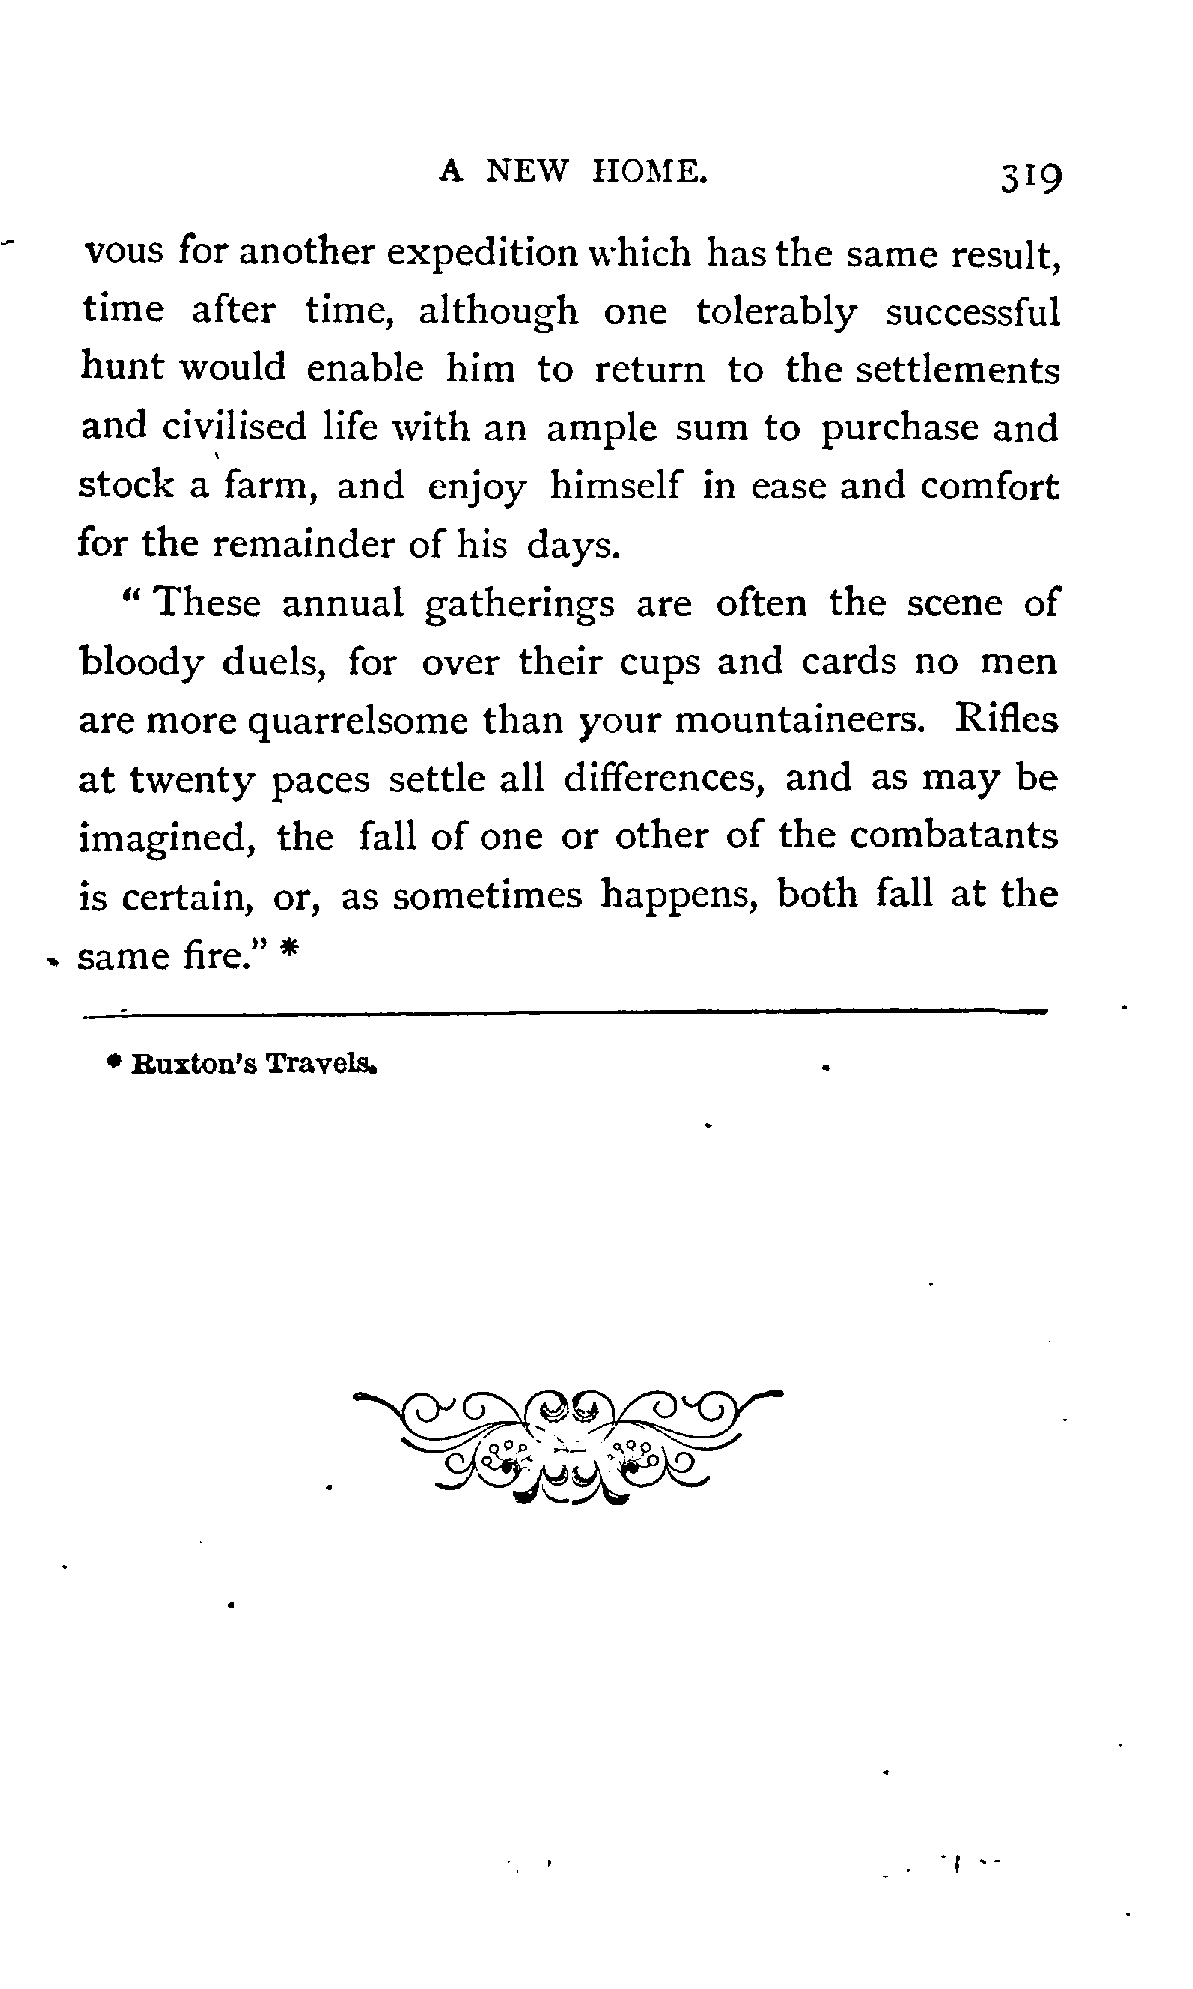 A NEW HOME. 319
vous for another expedition which has the same result,
time after time, although one tolerably successful
hunt would enable him to return to the settlements
and civilised life with an ample sum to purchase and
stock a farm, and enjoy himself in ease and comfort
for the remainder of his days.
“ These annual gatherings are often the scene of
bloody duels, for over their cups and cards no men
are more quarrelsome than your mountaineers. Rifles
at twenty paces settle all differences, and as may be
imagined, the fall of one or other of the combatants
is certain, or, as sometimes happens, both fall at the
same fire.” *
* Ruxton's Travels.